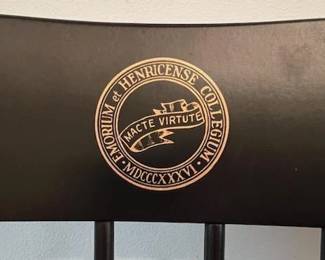 EMORIUM et HENRICENSE COLLEGIUM
MACTE VIRTUTE
MDCCCXXXVI